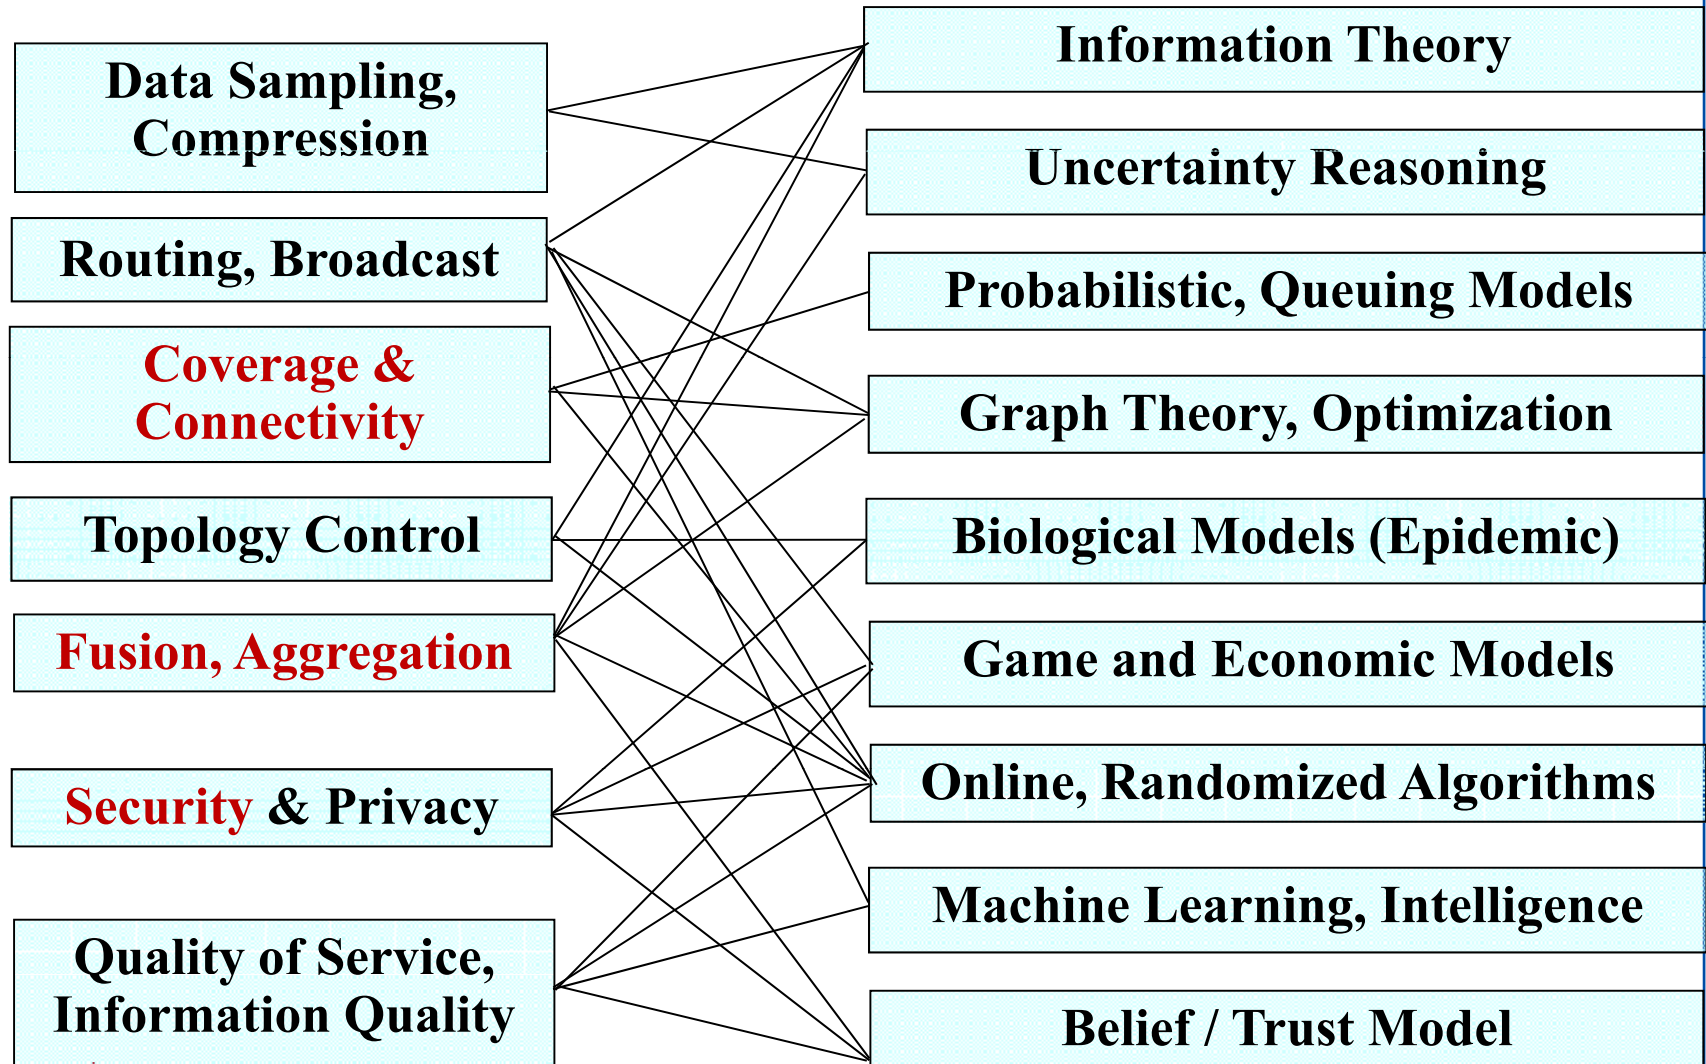 Data Sampling,
Compression
Routing, Broadcast
Coverage &
Connectivity
Topology Control
Fusion, Aggregation
Security & Privacy
Quality of Service,
Information Quality
Information Theory
Uncertainty Reasoning
Probabilistic, Queuing Models
Graph Theory, Optimization
Biological Models (Epidemic)
Game and Economic Models
Online, Randomized Algorithms
Machine Learning, Intelligence
Belief / Trust Model